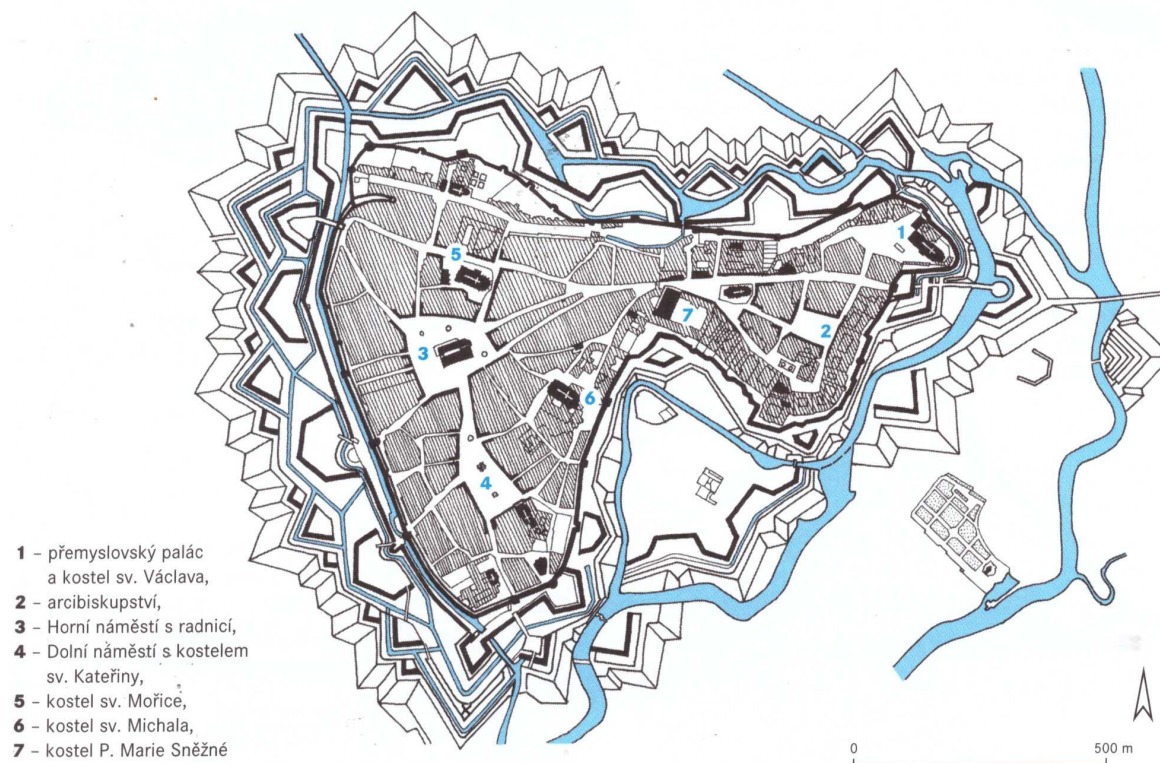 1
5
3
7
2
6
4
1 – přemyslovský palác
a kostel sv. Václava,
2 – arcibiskupství,
3 – Horní náměstí s radnicí,
4 – Dolní náměstí s kostelem
sv. Kateřiny,
5 – kostel sv. Mořice,
6 – kostel sv. Michala,
7 – kostel P. Marie Sněžné
0 500 m